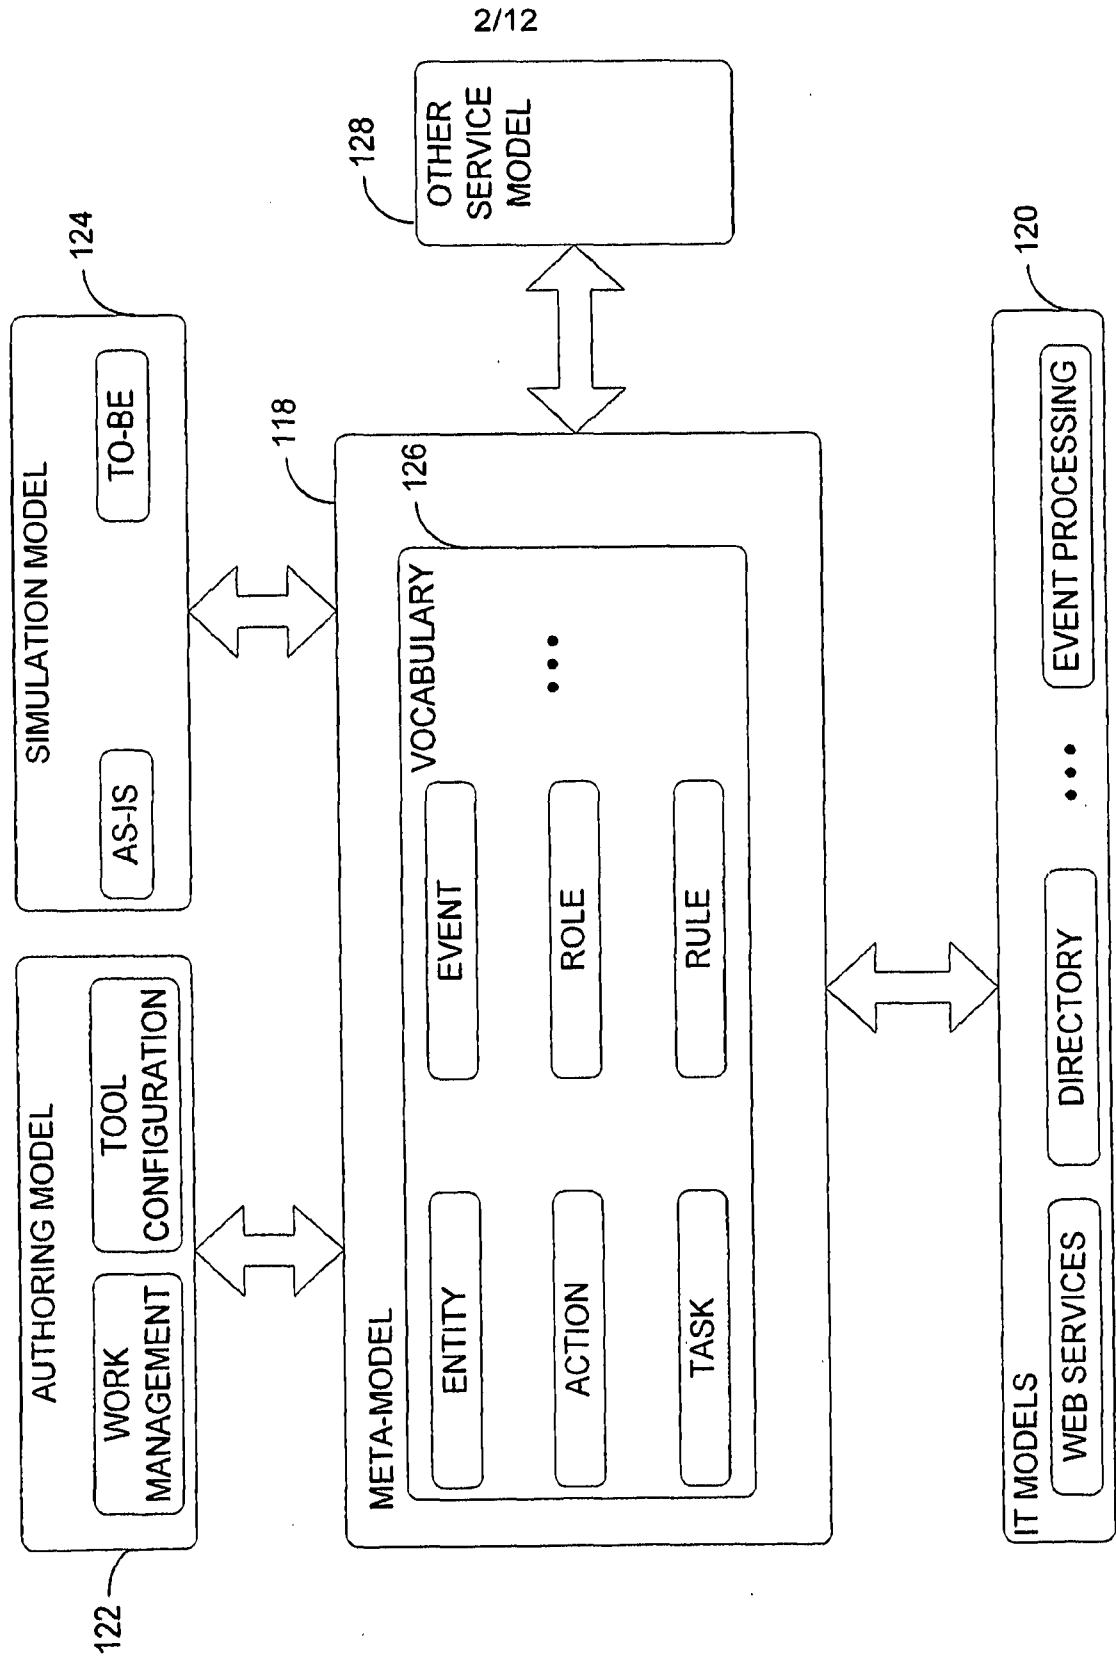 2/12
AUTHORING MODEL
WORK
MANAGEMENT
TOOL
CONFIGURATION
122
SIMULATION MODEL
AS-IS
TO-BE
124
META-MODEL
118
VOCABULARY
126
ENTITY
EVENT
ACTION
ROLE
•••
TASK
RULE
OTHER
SERVICE
MODEL
128
IT MODELS
120
WEB SERVICES
DIRECTORY
•••
EVENT PROCESSING